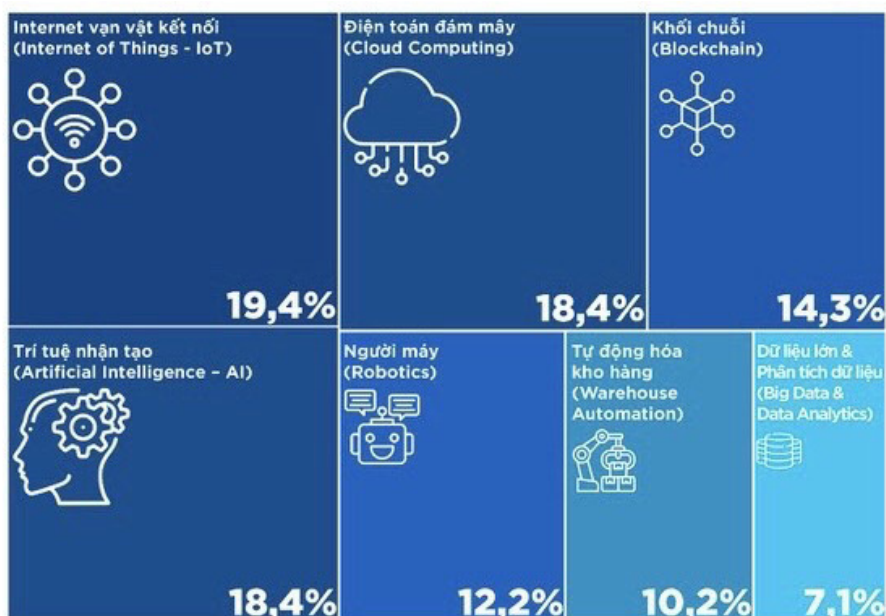 Internet vạn vật kết nối
(Internet of Things - IoT)
19,4%
Điện toán đám mây
(Cloud Computing)
18,4%
Khối chuỗi
(Blockchain)
14,3%
Trí tuệ nhận tạo
(Artificial Intelligence – AI)
18,4%
Người máy
(Robotics)
12,2%
Tự động hóa
kho hàng
(Warehouse
Automation)
10,2%
Dữ liệu lớn &
Phân tích dữ liệu
(Big Data &
Data Analytics)
7,1%